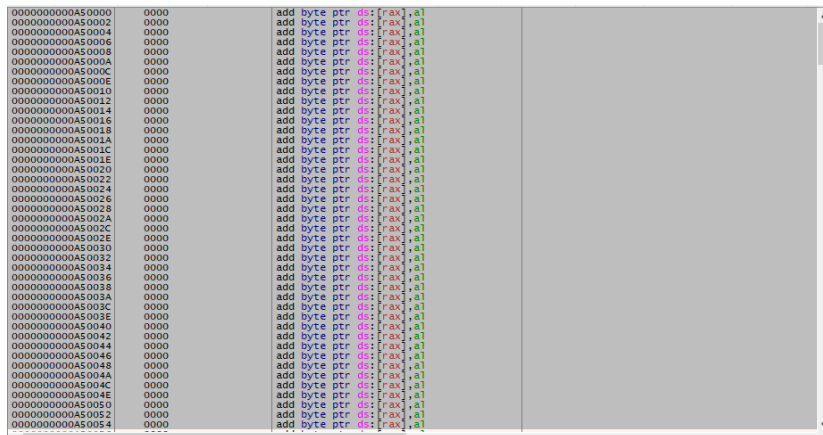 0000000000A50000 0000 add byte ptr ds:[rax],al
0000000000A50002 0000 add byte ptr ds:[rax],al
0000000000A50004 0000 add byte ptr ds:[rax],al
0000000000A50006 0000 add byte ptr ds:[rax],al
0000000000A50008 0000 add byte ptr ds:[rax],al
0000000000A5000A 0000 add byte ptr ds:[rax],al
0000000000A5000C 0000 add byte ptr ds:[rax],al
0000000000A5000E 0000 add byte ptr ds:[rax],al
0000000000A50010 0000 add byte ptr ds:[rax],al
0000000000A50012 0000 add byte ptr ds:[rax],al
0000000000A50014 0000 add byte ptr ds:[rax],al
0000000000A50016 0000 add byte ptr ds:[rax],al
0000000000A50018 0000 add byte ptr ds:[rax],al
0000000000A5001A 0000 add byte ptr ds:[rax],al
0000000000A5001C 0000 add byte ptr ds:[rax],al
0000000000A5001E 0000 add byte ptr ds:[rax],al
0000000000A50020 0000 add byte ptr ds:[rax],al
0000000000A50022 0000 add byte ptr ds:[rax],al
0000000000A50024 0000 add byte ptr ds:[rax],al
0000000000A50026 0000 add byte ptr ds:[rax],al
0000000000A50028 0000 add byte ptr ds:[rax],al
0000000000A5002A 0000 add byte ptr ds:[rax],al
0000000000A5002C 0000 add byte ptr ds:[rax],al
0000000000A5002E 0000 add byte ptr ds:[rax],al
0000000000A50030 0000 add byte ptr ds:[rax],al
0000000000A50032 0000 add byte ptr ds:[rax],al
0000000000A50034 0000 add byte ptr ds:[rax],al
0000000000A50036 0000 add byte ptr ds:[rax],al
0000000000A50038 0000 add byte ptr ds:[rax],al
0000000000A5003A 0000 add byte ptr ds:[rax],al
0000000000A5003C 0000 add byte ptr ds:[rax],al
0000000000A5003E 0000 add byte ptr ds:[rax],al
0000000000A50040 0000 add byte ptr ds:[rax],al
0000000000A50042 0000 add byte ptr ds:[rax],al
0000000000A50044 0000 add byte ptr ds:[rax],al
0000000000A50046 0000 add byte ptr ds:[rax],al
0000000000A50048 0000 add byte ptr ds:[rax],al
0000000000A5004A 0000 add byte ptr ds:[rax],al
0000000000A5004C 0000 add byte ptr ds:[rax],al
0000000000A5004E 0000 add byte ptr ds:[rax],al
0000000000A50050 0000 add byte ptr ds:[rax],al
0000000000A50052 0000 add byte ptr ds:[rax],al
0000000000A50054 0000 add byte ptr ds:[rax],al